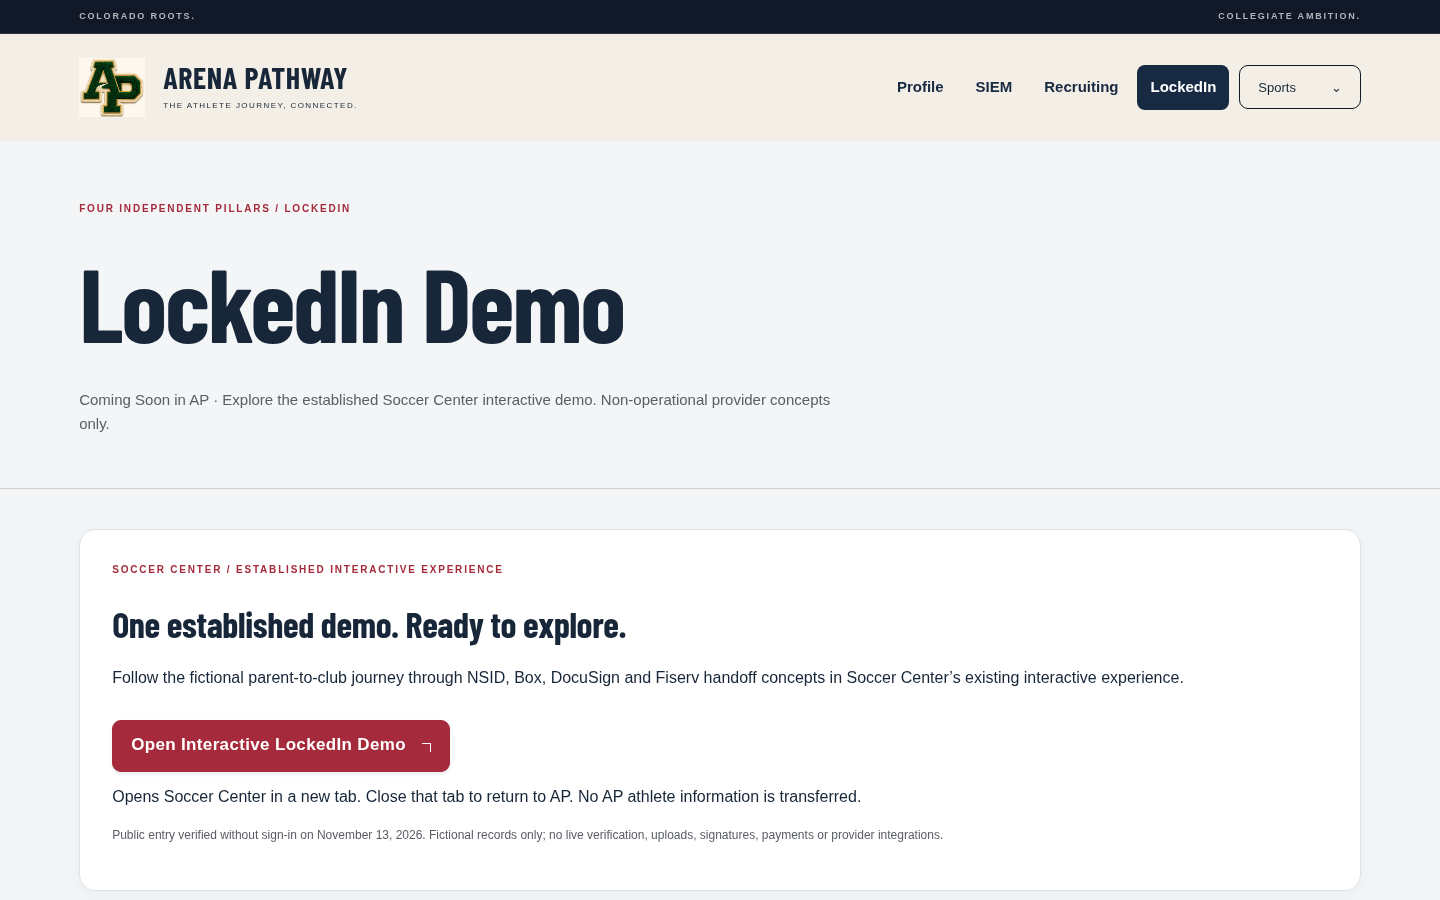 COLORADO ROOTS.
COLLEGIATE AMBITION.
AP
ARENA PATHWAY
THE ATHLETE JOURNEY, CONNECTED.
Profile
SIEM
Recruiting
LockedIn
Sports
FOUR INDEPENDENT PILLARS / LOCKEDIN
LockedIn Demo
Coming Soon in AP · Explore the established Soccer Center interactive demo. Non-operational provider concepts
only.
SOCCER CENTER / ESTABLISHED INTERACTIVE EXPERIENCE
One established demo. Ready to explore.
Follow the fictional parent-to-club journey through NSID, Box, DocuSign and Fiserv handoff concepts in Soccer Center’s existing interactive experience.
Open Interactive LockedIn Demo
Opens Soccer Center in a new tab. Close that tab to return to AP. No AP athlete information is transferred.
Public entry verified without sign-in on November 13, 2026. Fictional records only; no live verification, uploads, signatures, payments or provider integrations.